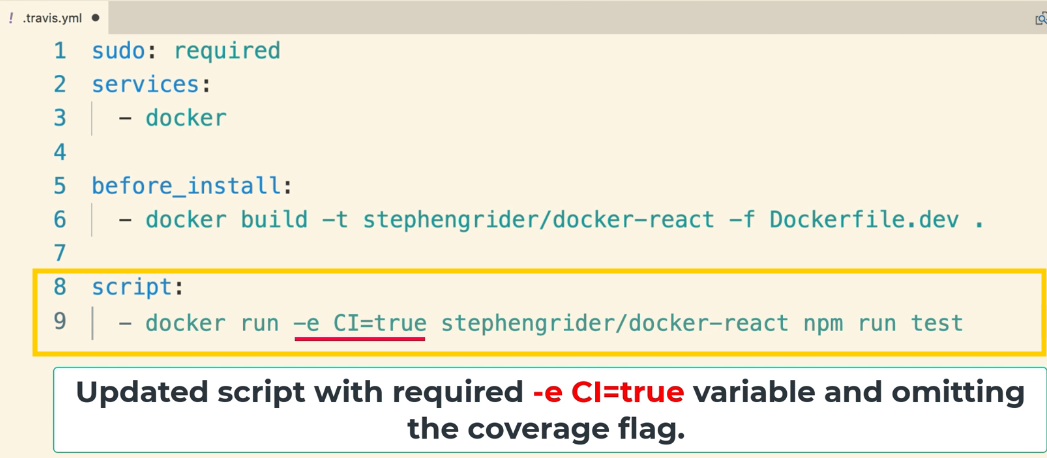 ! .travis.yml ●
1 sudo: required
2 services:
3 - docker
4
5 before_install:
6 - docker build -t stephengrider/docker-react -f Dockerfile.dev .
7
8 script:
9 - docker run -e CI=true stephengrider/docker-react npm run test
Updated script with required -e CI=true variable and omitting
the coverage flag.